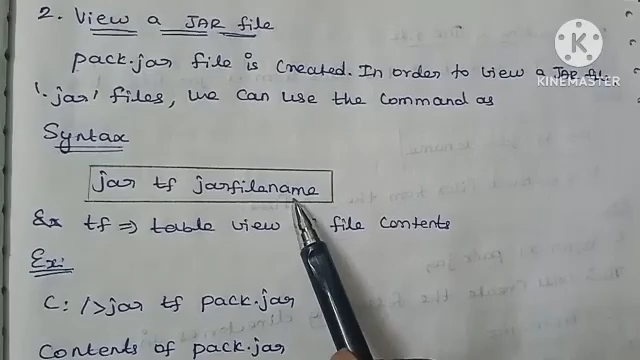 2. View a JAR file
pack.jar file is created. In order to view a JAR
'.jar' files, we can use the command as
Syntax
jar tf jarfilename
Ex tf => table view file contents
Ex:
C:/>jar tf pack.jar
Contents of pack.jar
KINEMASTER